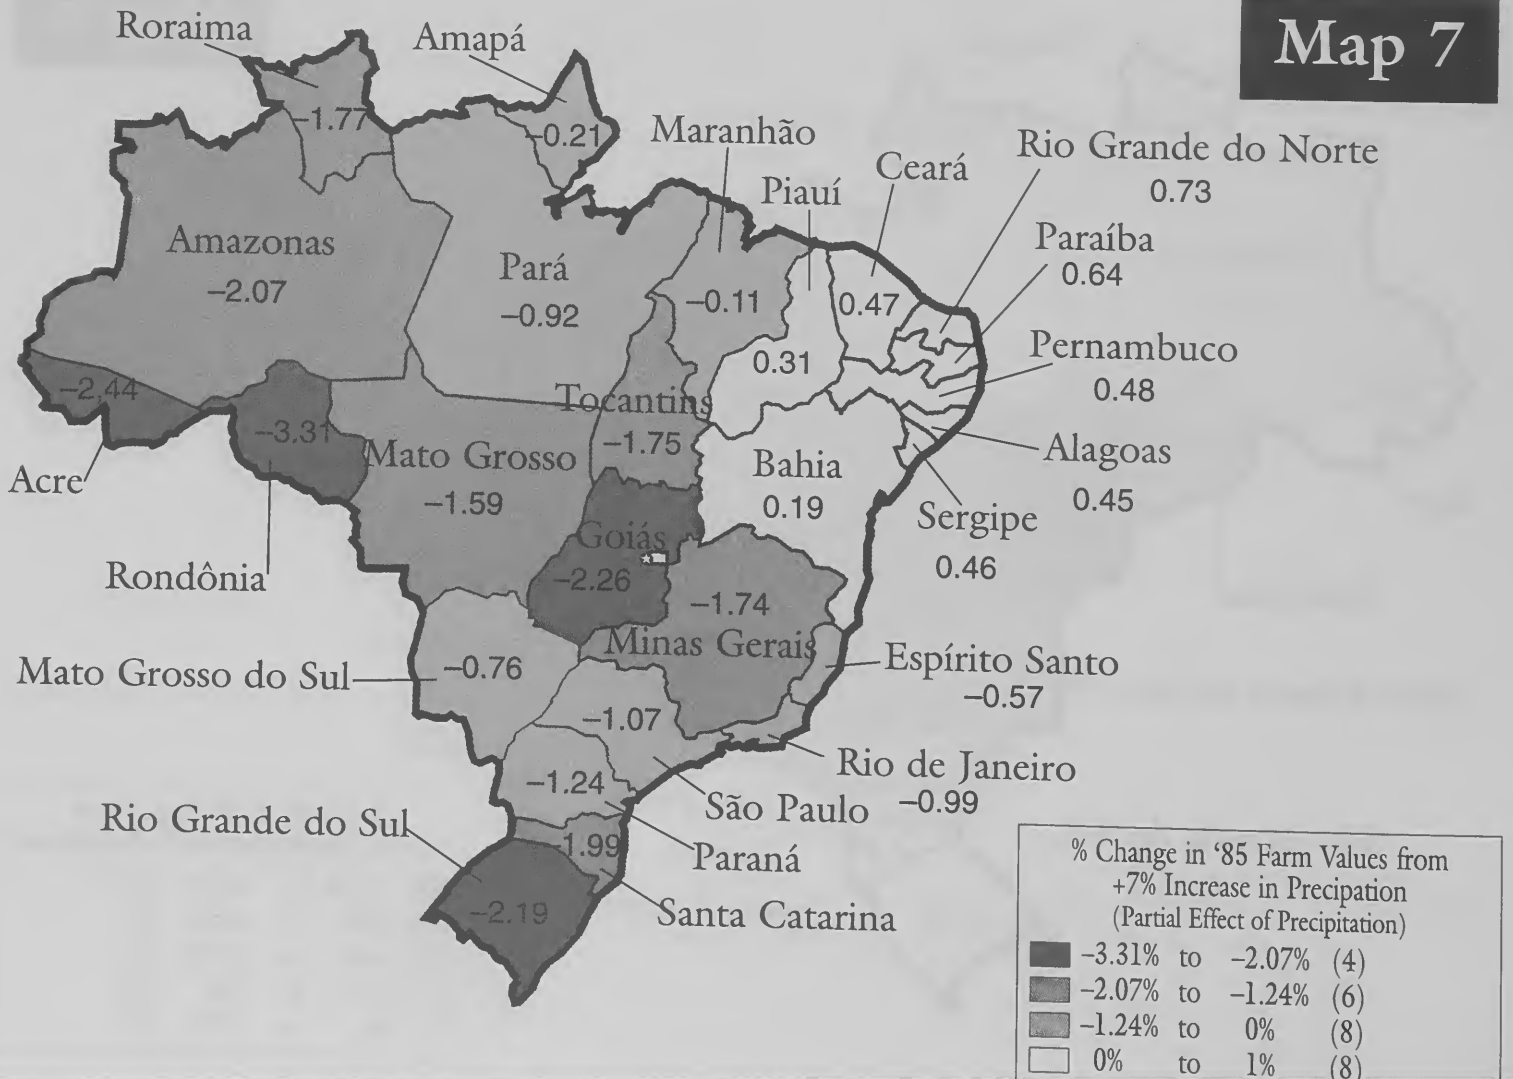 Map 7
Roraima
–1.77
Amapá
–0.21
Maranhão
–0.11
Piauí
0.31
Ceará
0.47
Rio Grande do Norte
0.73
Paraíba
0.64
Amazonas
–2.07
Pará
–0.92
Pernambuco
0.48
–2.44
Acre
–3.31
Rondônia
Tocantins
–1.75
Mato Grosso
–1.59
Bahia
0.19
Alagoas
0.45
Sergipe
0.46
Goiás
–2.26
–1.74
Minas Gerais
Mato Grosso do Sul
–0.76
Espírito Santo
–0.57
–1.07
São Paulo
Rio de Janeiro
–0.99
–1.24
Paraná
Rio Grande do Sul
–2.19
–1.99
Santa Catarina
% Change in ‘85 Farm Values from
+7% Increase in Precipation
(Partial Effect of Precipitation)
–3.31% to –2.07% (4)
–2.07% to –1.24% (6)
–1.24% to 0% (8)
0% to 1% (8)